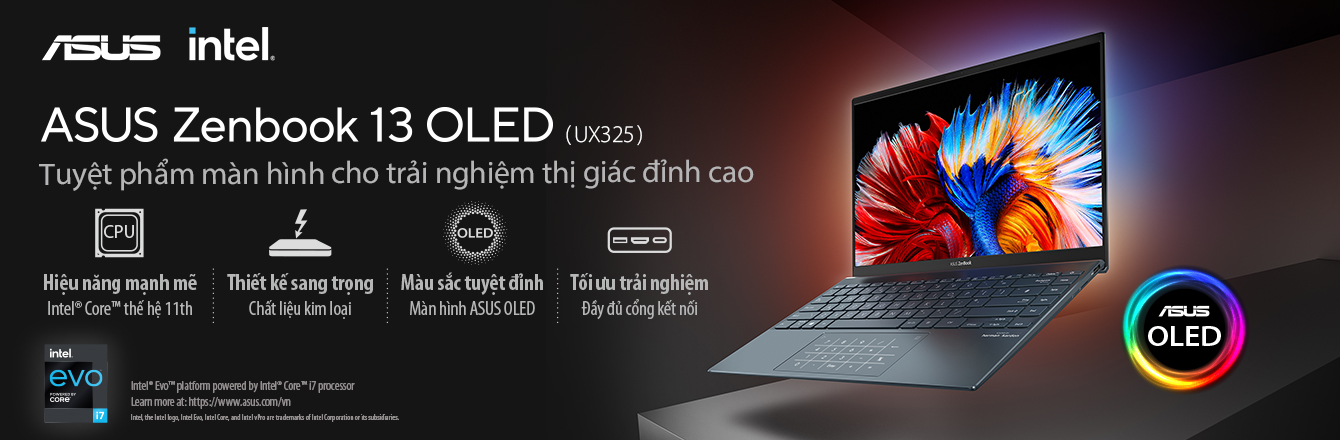 ASUS intel.
ASUS Zenbook 13 OLED (UX325)
Tuyệt phẩm màn hình cho trải nghiệm thị giác đỉnh cao
CPU
OLED
Hiệu năng mạnh mẽ
Intel® Core™ thế hệ 11th
Thiết kế sang trọng
Chất liệu kim loại
Màu sắc tuyệt đỉnh
Màn hình ASUS OLED
Tối ưu trải nghiệm
Đầy đủ cổng kết nối
ASUS ZenBook
harman/kardon
ASUS
OLED
intel.
evo
POWERED BY
CORE
i7
Intel® Evo™ platform powered by Intel® Core™ i7 processor
Learn more at: https://www.asus.com/vn
Intel, the Intel logo, Intel Evo, Intel Core, and Intel vPro are trademarks of Intel Corporation or its subsidiaries.